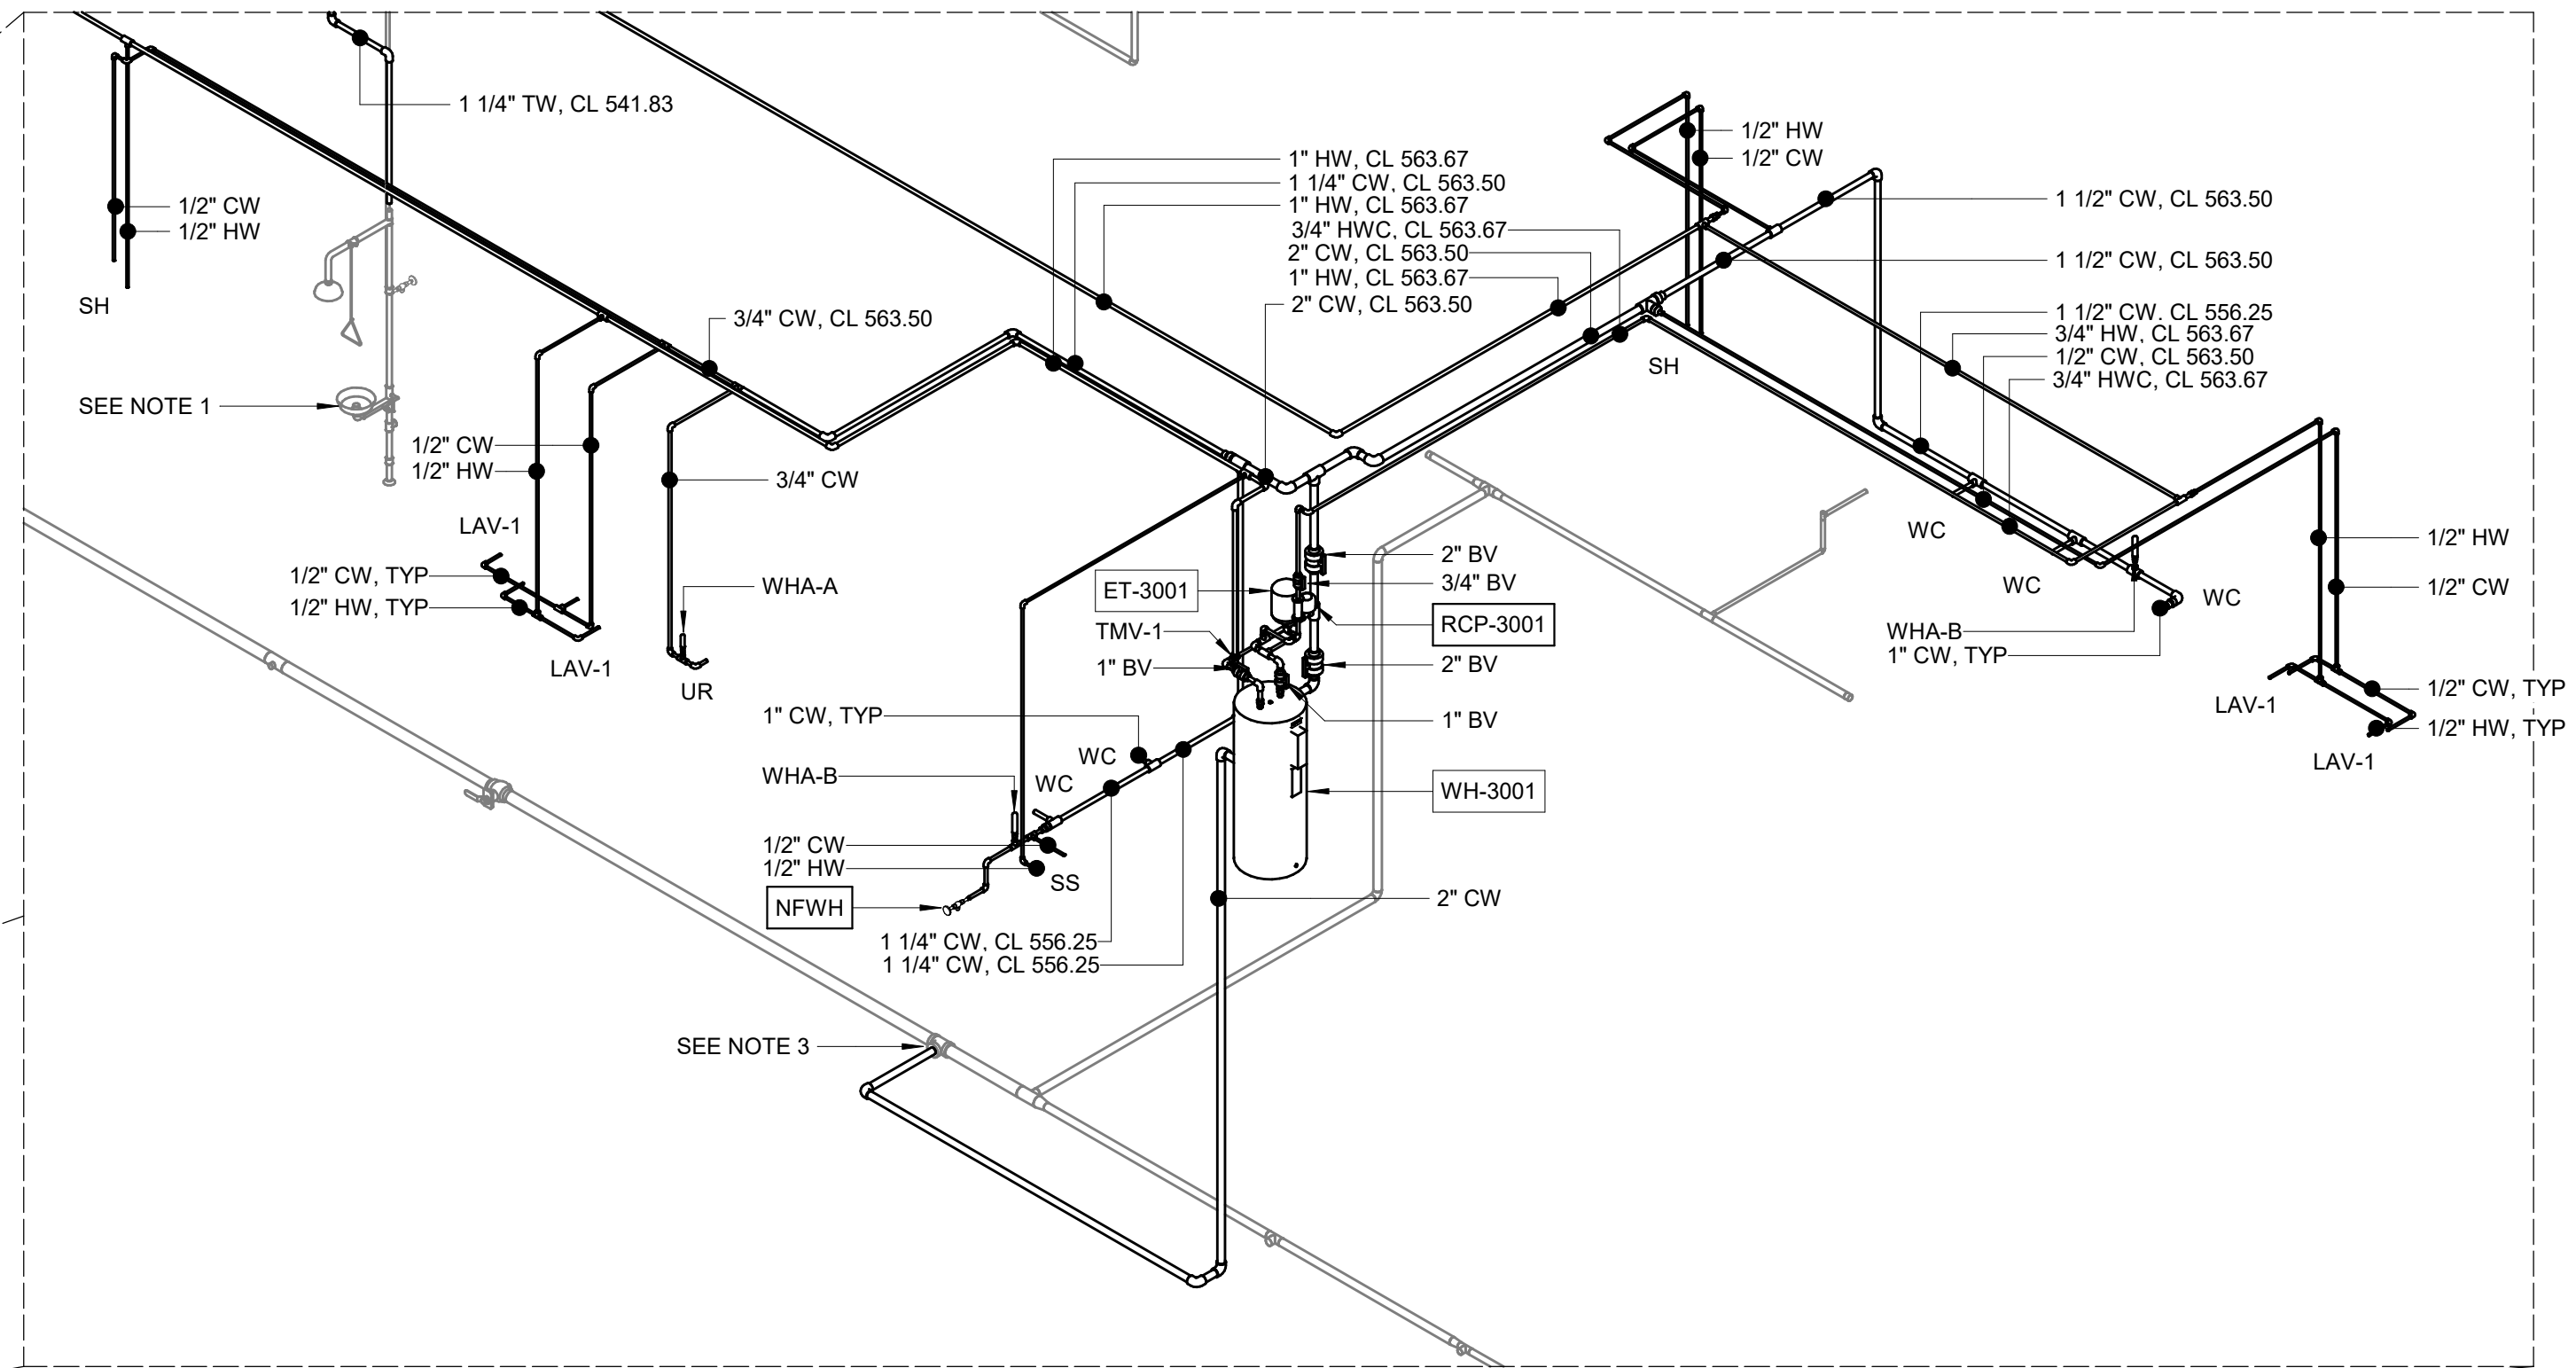 1 1/4" TW, CL 541.83
1/2" HW
1/2" CW
1" HW, CL 563.67
1 1/4" CW, CL 563.50
1" HW, CL 563.67
3/4" HWC, CL 563.67
2" CW, CL 563.50
1" HW, CL 563.67
2" CW, CL 563.50
1 1/2" CW, CL 563.50
1 1/2" CW, CL 563.50
1/2" CW
1/2" HW
SH
3/4" CW, CL 563.50
1 1/2" CW. CL 556.25
3/4" HW, CL 563.67
1/2" CW, CL 563.50
3/4" HWC, CL 563.67
SH
SEE NOTE 1
1/2" CW
1/2" HW
3/4" CW
LAV-1
WC
1/2" HW
1/2" CW, TYP
1/2" HW, TYP
WHA-A
ET-3001
2" BV
3/4" BV
RCP-3001
TMV-1
1" BV
2" BV
WC
WC
1/2" CW
WHA-B
1" CW, TYP
LAV-1
UR
1" CW, TYP
WC
1" BV
LAV-1
1/2" CW, TYP
1/2" HW, TYP
LAV-1
WHA-B
WC
WH-3001
1/2" CW
1/2" HW
SS
NFWH
2" CW
1 1/4" CW, CL 556.25
1 1/4" CW, CL 556.25
SEE NOTE 3